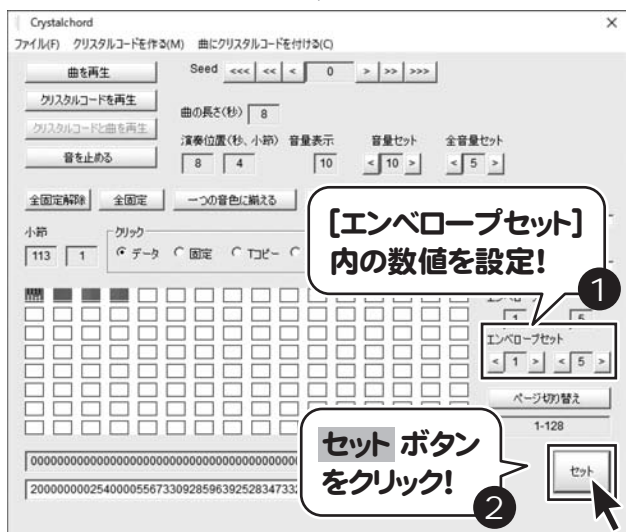 Crystalchord ×
ファイル(F) クリスタルコードを作る(M) 曲にクリスタルコードを付ける(C)
曲を再生 Seed <<< << < 0 > >> >>>
クリスタルコードを再生 曲の長さ(秒) 8
クリスタルコードと曲を再生
演奏位置(秒、小節) 音量表示 音量セット 全音量セット
音を止める 8 4 10 < 10 > < 5 >
全固定解除 全固定 一つの音色に揃える
[エンベロープセット]
内の数値を設定!
1
小節 クリック
113 1 データ 固定 Tコピー
1 5
エンベロープセット
< 1 > < 5 >
ページ切り替え
1-128
セット ボタン
をクリック!
2
セット